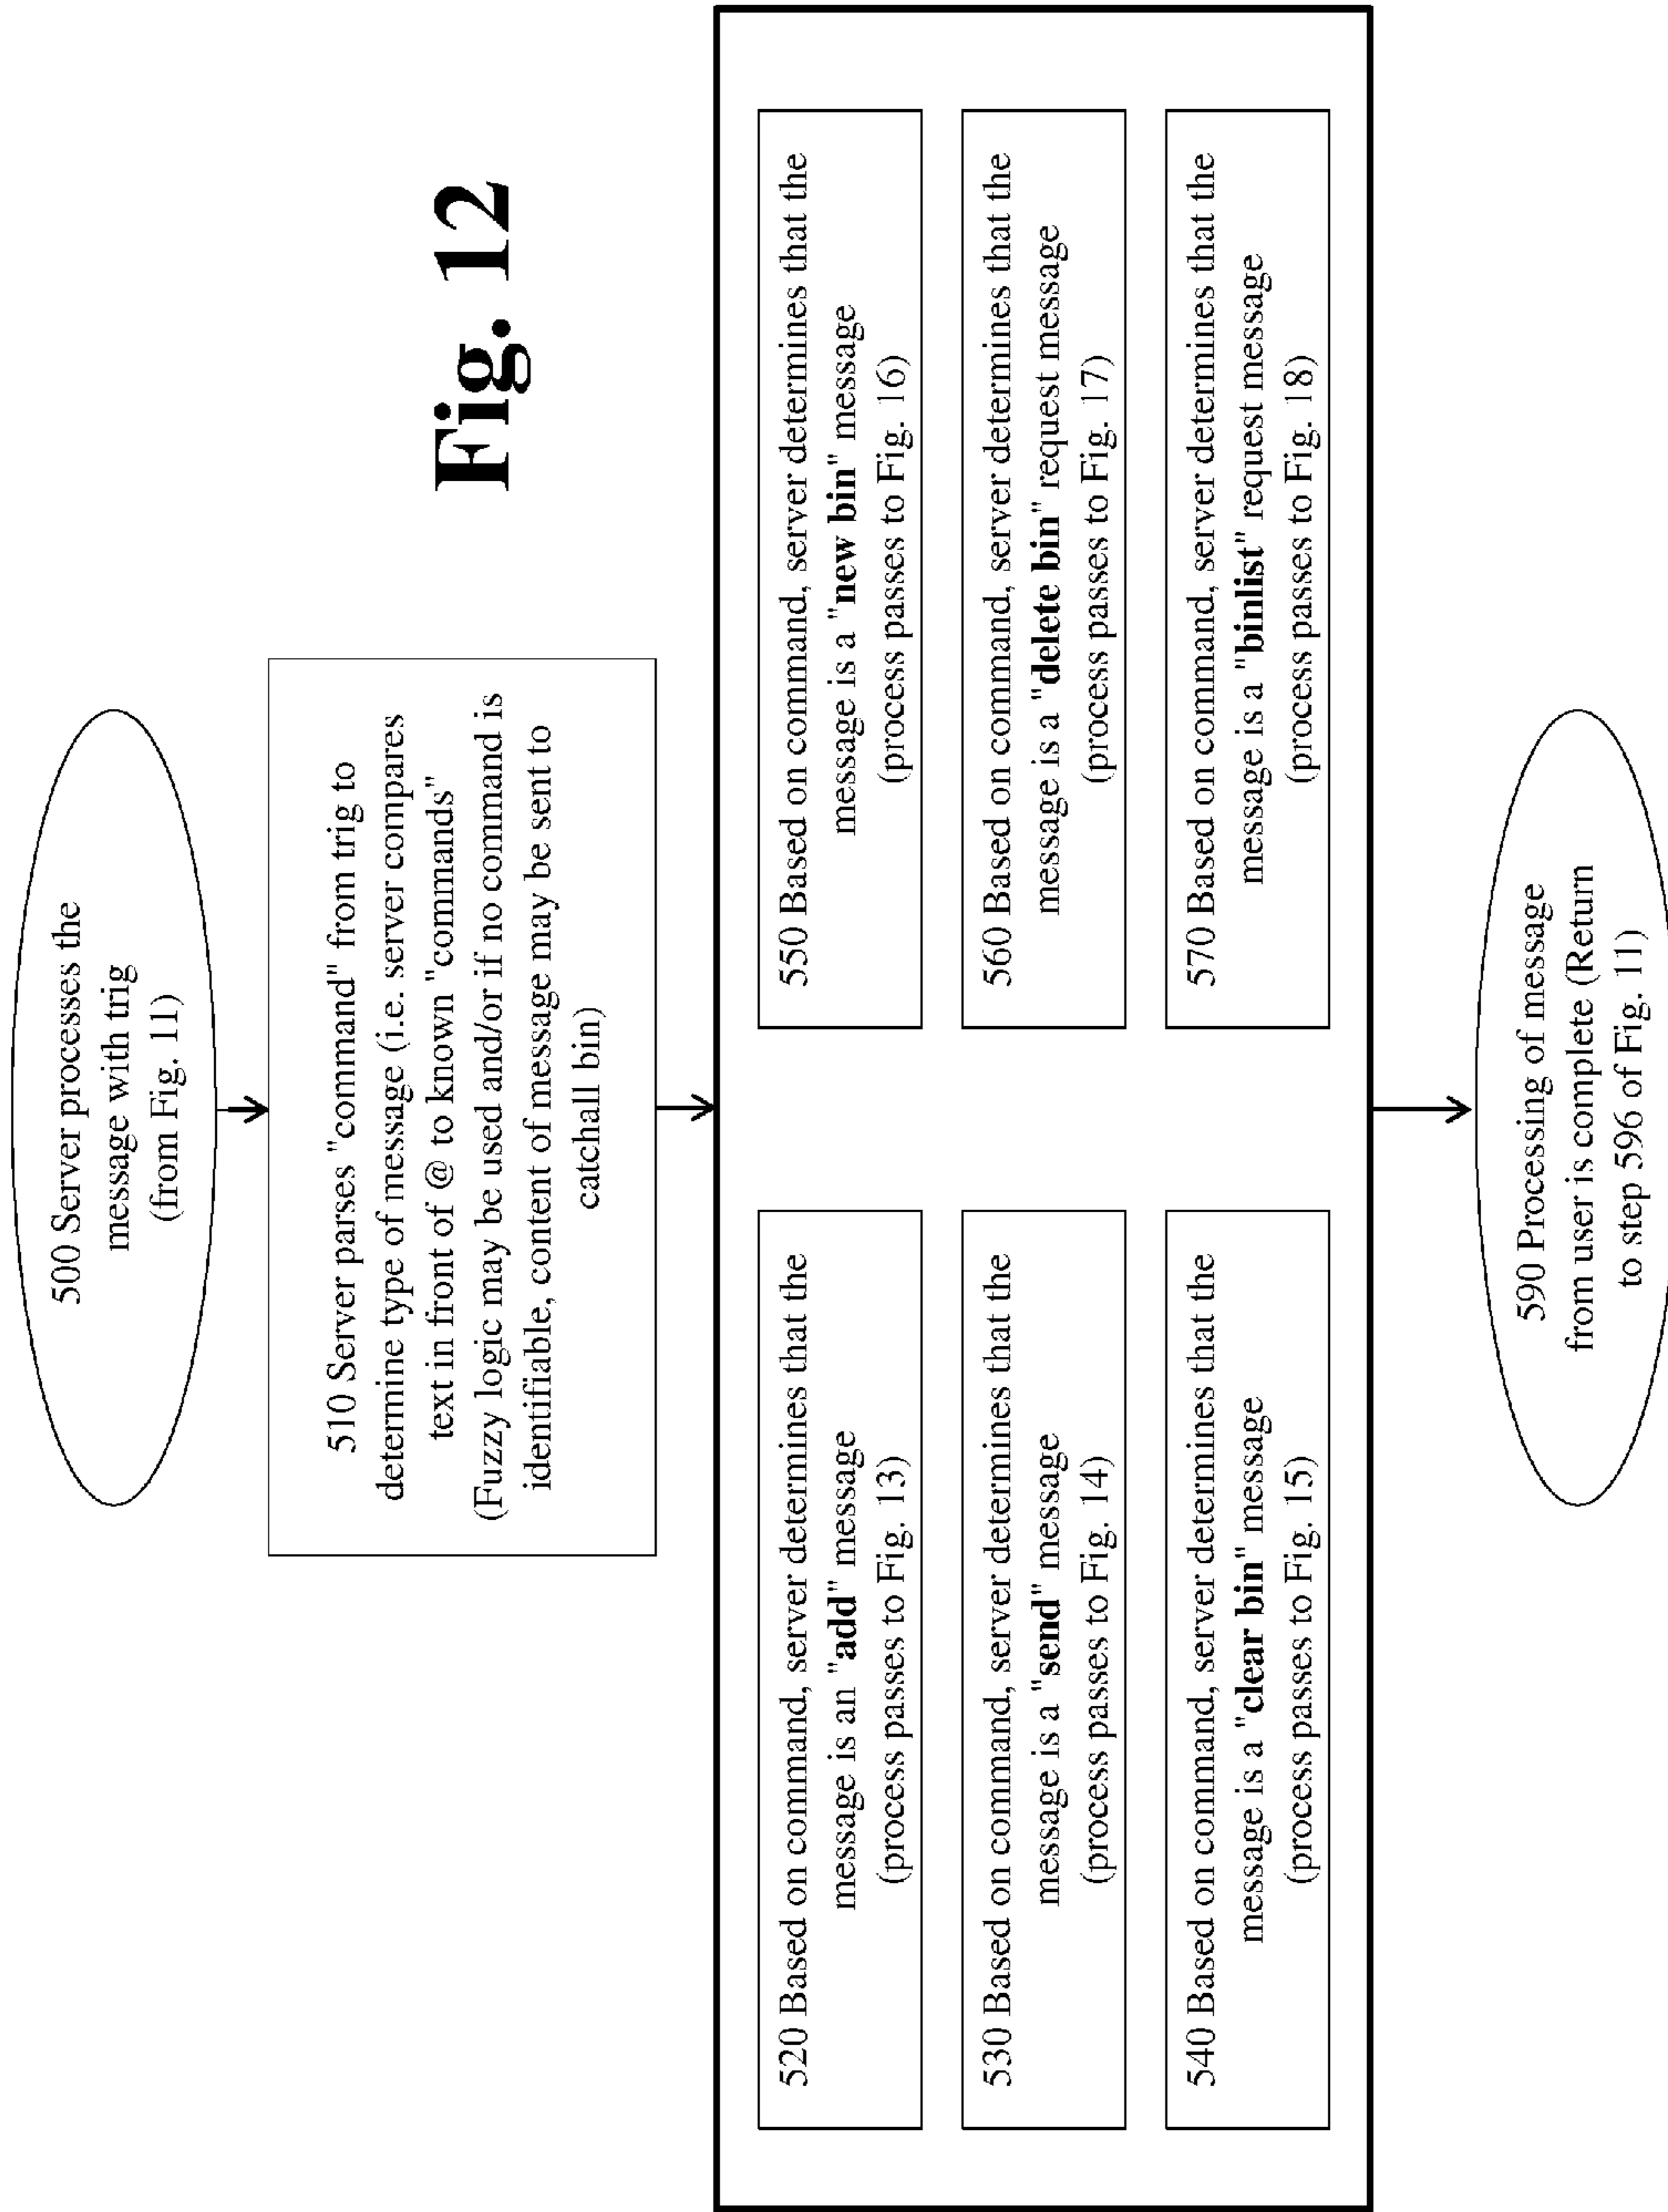 500 Server processes the
message with trig
(from Fig. 11)
Fig. 12
510 Server parses "command" from trig to
determine type of message (i.e. server compares
text in front of @ to known "commands"
(Fuzzy logic may be used and/or if no command is
identifiable, content of message may be sent to
catchall bin)
520 Based on command, server determines that the
message is an "add" message
(process passes to Fig. 13)
530 Based on command, server determines that the
message is a "send" message
(process passes to Fig. 14)
540 Based on command, server determines that the
message is a "clear bin" message
(process passes to Fig. 15)
550 Based on command, server determines that the
message is a "new bin" message
(process passes to Fig. 16)
560 Based on command, server determines that the
message is a "delete bin" request message
(process passes to Fig. 17)
570 Based on command, server determines that the
message is a "binlist" request message
(process passes to Fig. 18)
590 Processing of message
from user is complete (Return
to step 596 of Fig. 11)